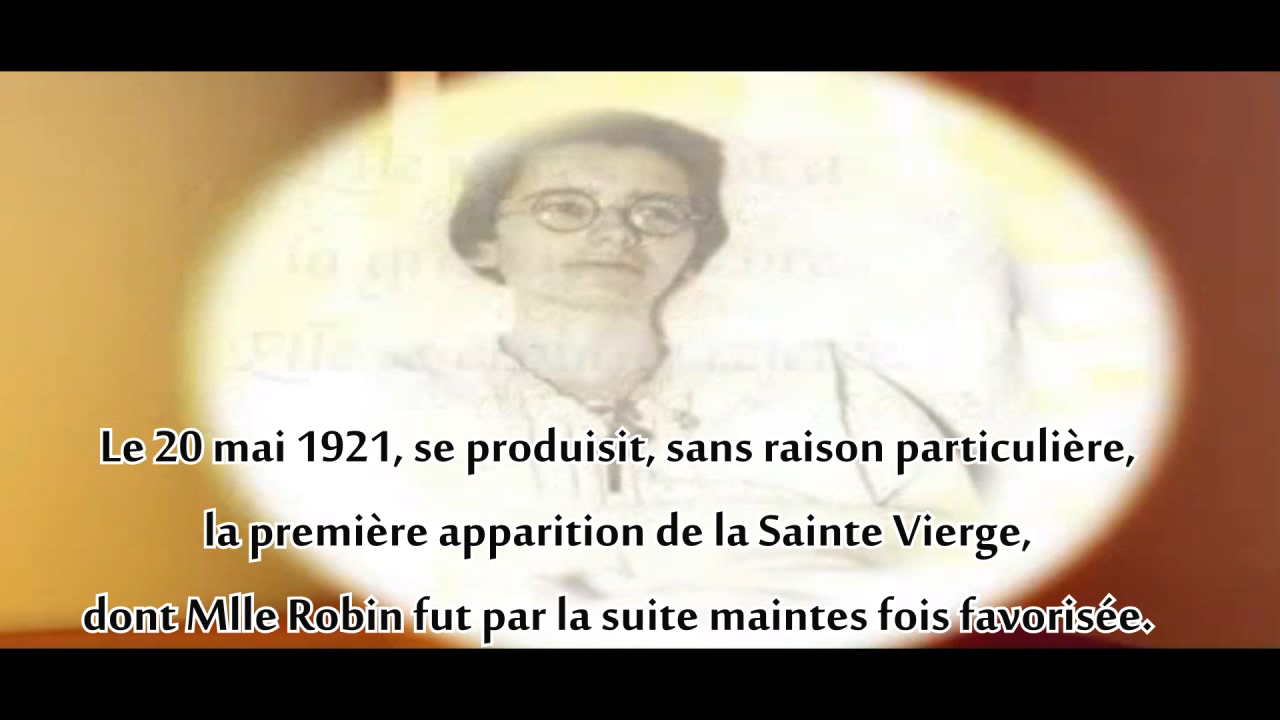 Le 20 mai 1921, se produisit, sans raison particulière,
la première apparition de la Sainte Vierge,
dont Mlle Robin fut par la suite maintes fois favorisée.